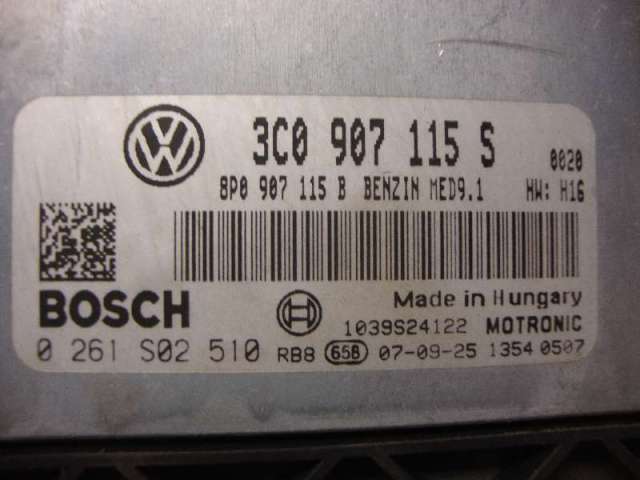 3C0 907 115 S 0020
8P0 907 115 B BENZIN MED9.1 HW: H16
BOSCH
Made in Hungary
1039S24122 MOTRONIC
0 261 S02 510 RB8 65B 07-09-25 1354 0507